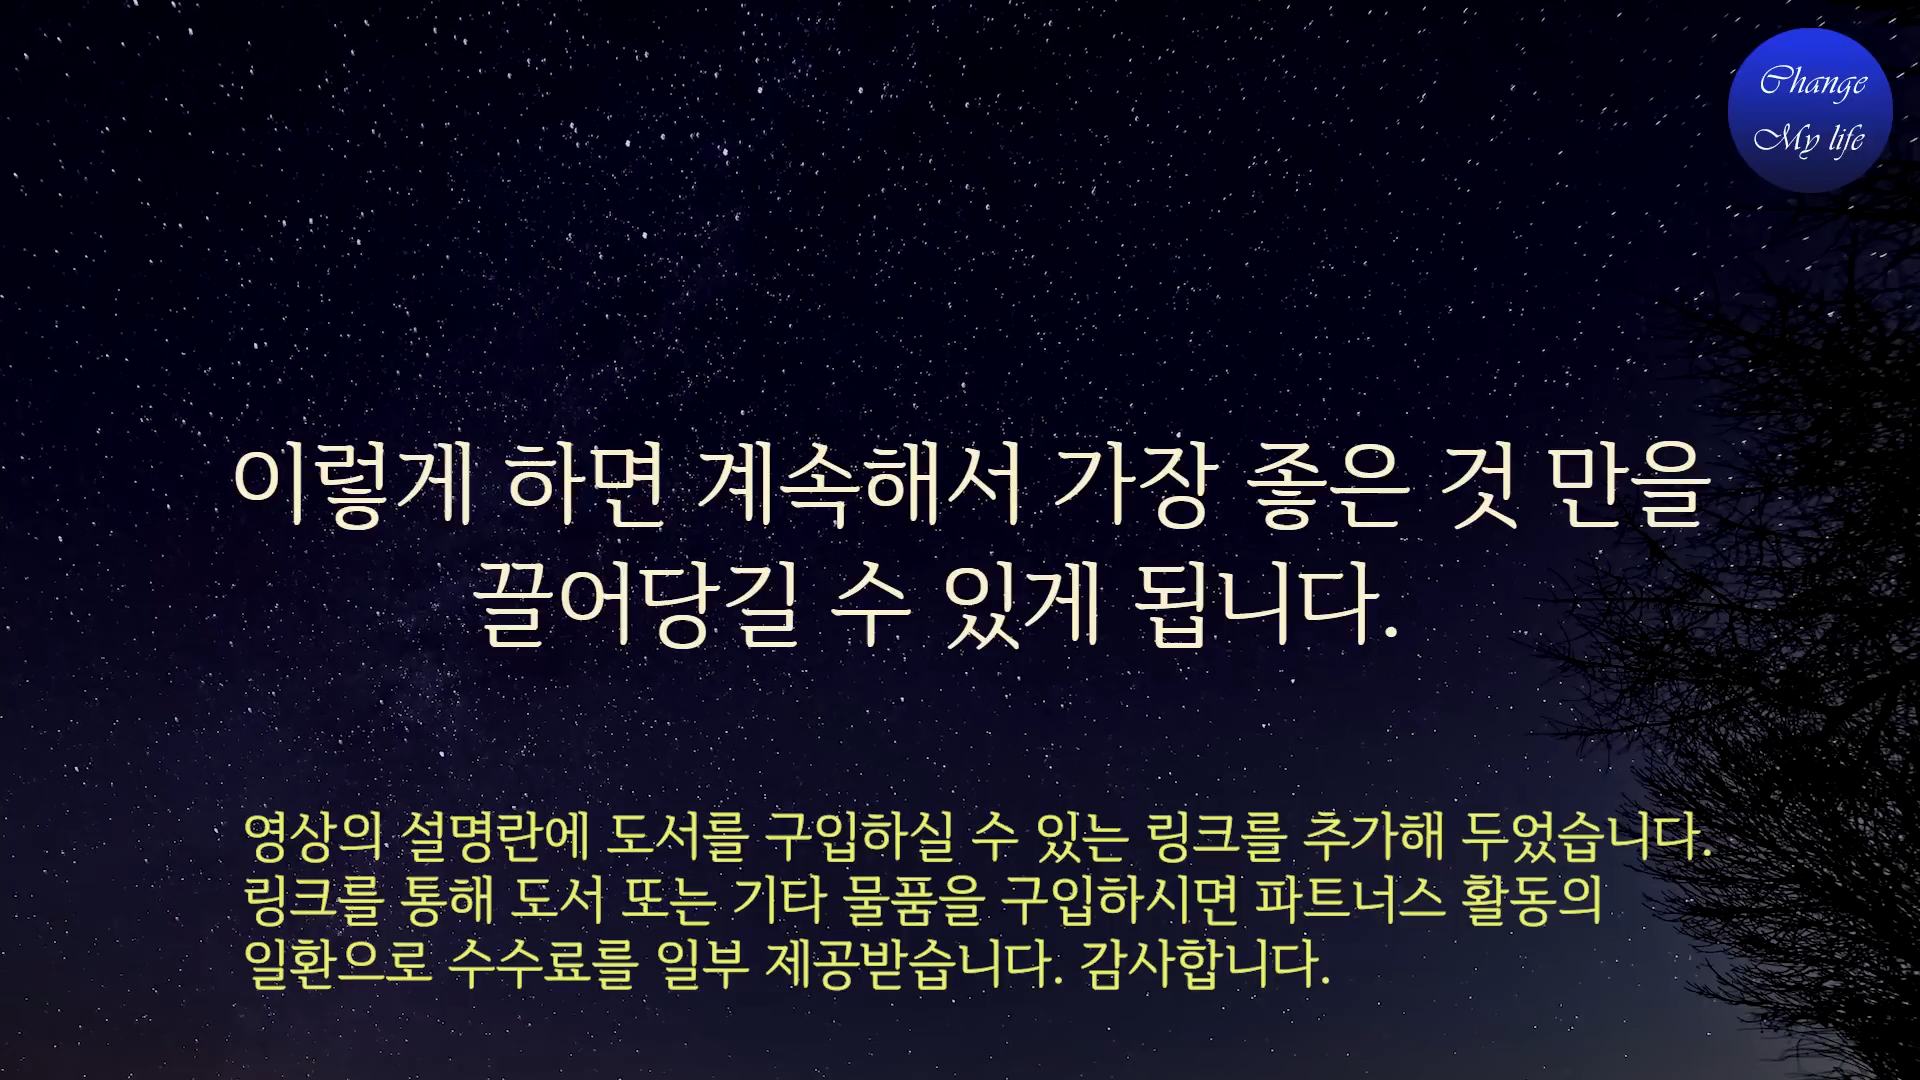 Change
My life
이렇게 하면 계속해서 가장 좋은 것 만을
끌어당길 수 있게 됩니다.
영상의 설명란에 도서를 구입하실 수 있는 링크를 추가해 두었습니다.
링크를 통해 도서 또는 기타 물품을 구입하시면 파트너스 활동의
일환으로 수수료를 일부 제공받습니다. 감사합니다.